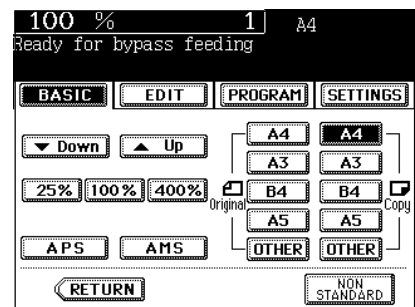 100 % 1 A4
Ready for bypass feeding
BASIC EDIT PROGRAM SETTINGS
▼ Down ▲ Up
25% 100% 400%
APS AMS
Original
A4
A3
B4
A5
OTHER
A4
A3
B4
A5
OTHER
Copy
RETURN
NON
STANDARD